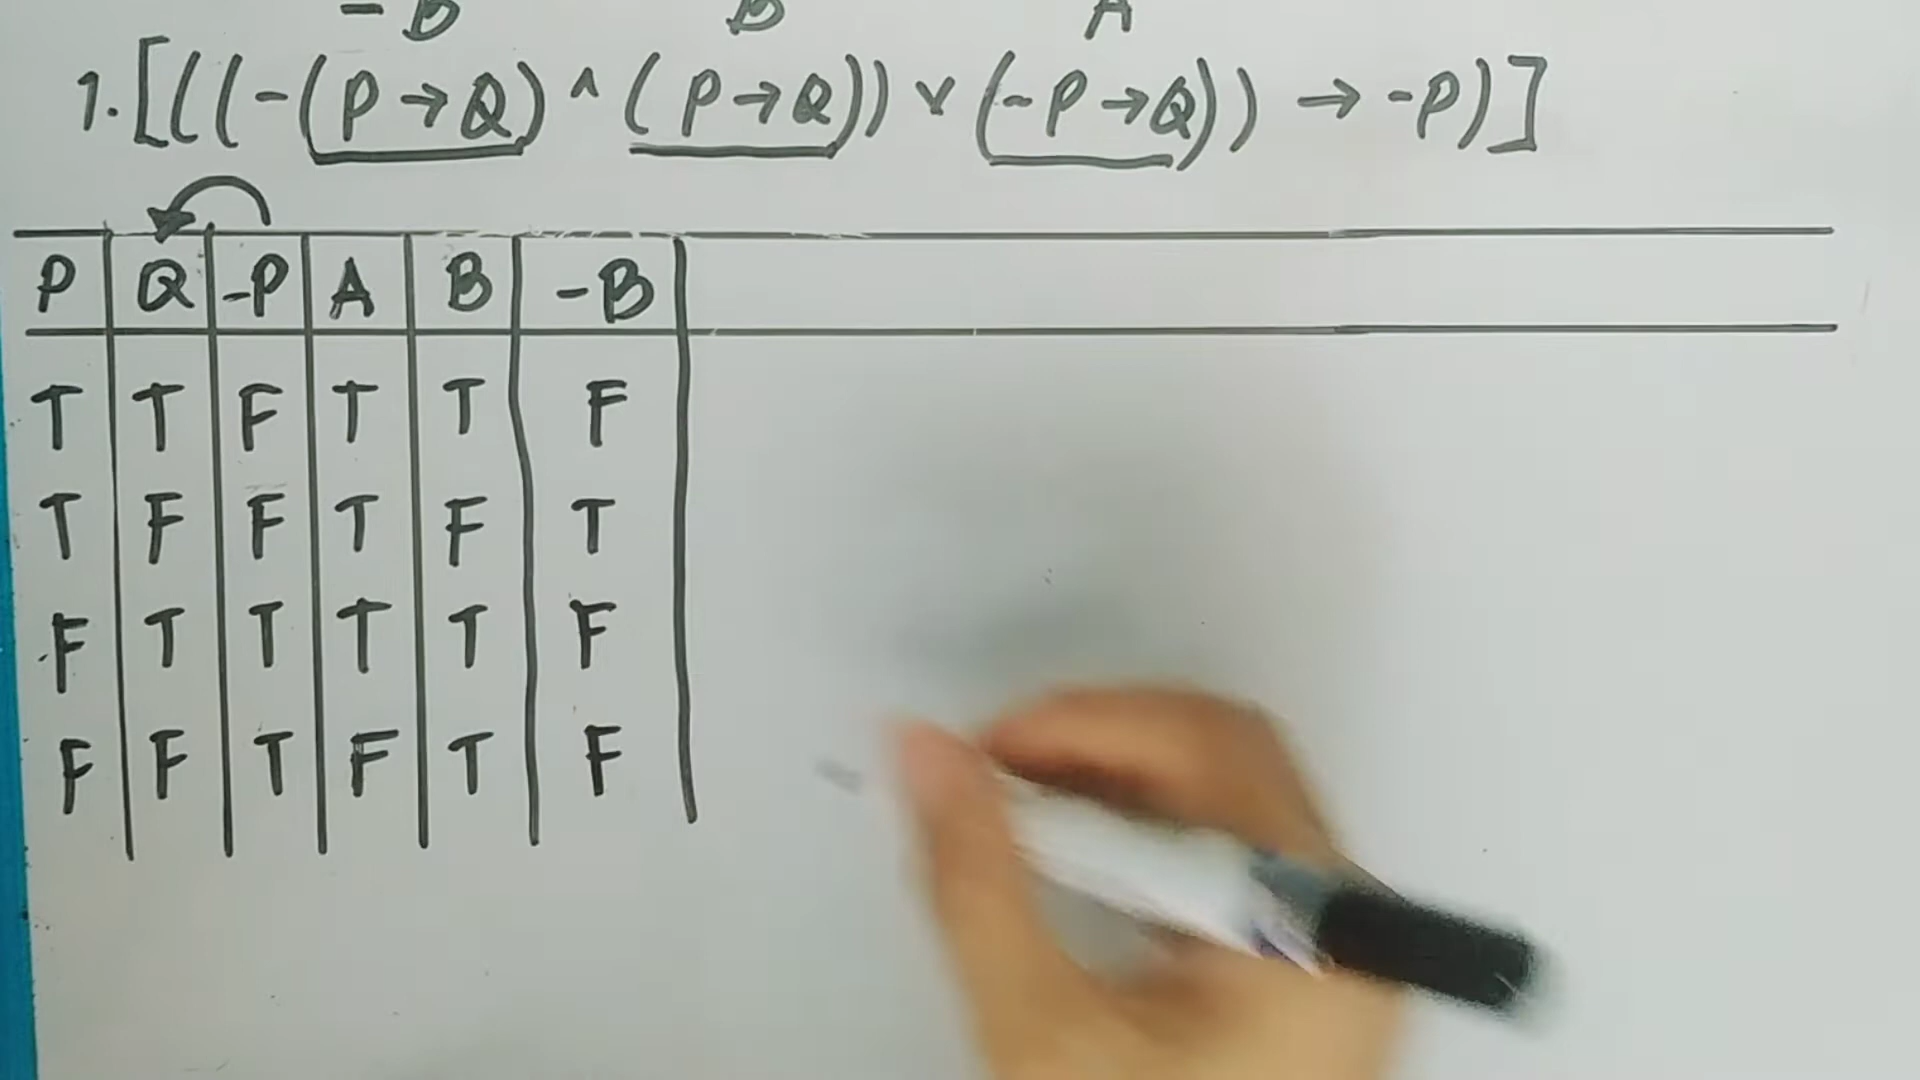 -B B A
1. [((-(P→Q) ^ (P→Q)) v (-P→Q)) → -P)]
P Q -P A B -B
T T F T T F
T F F T F T
F T T T T F
F F T F T F